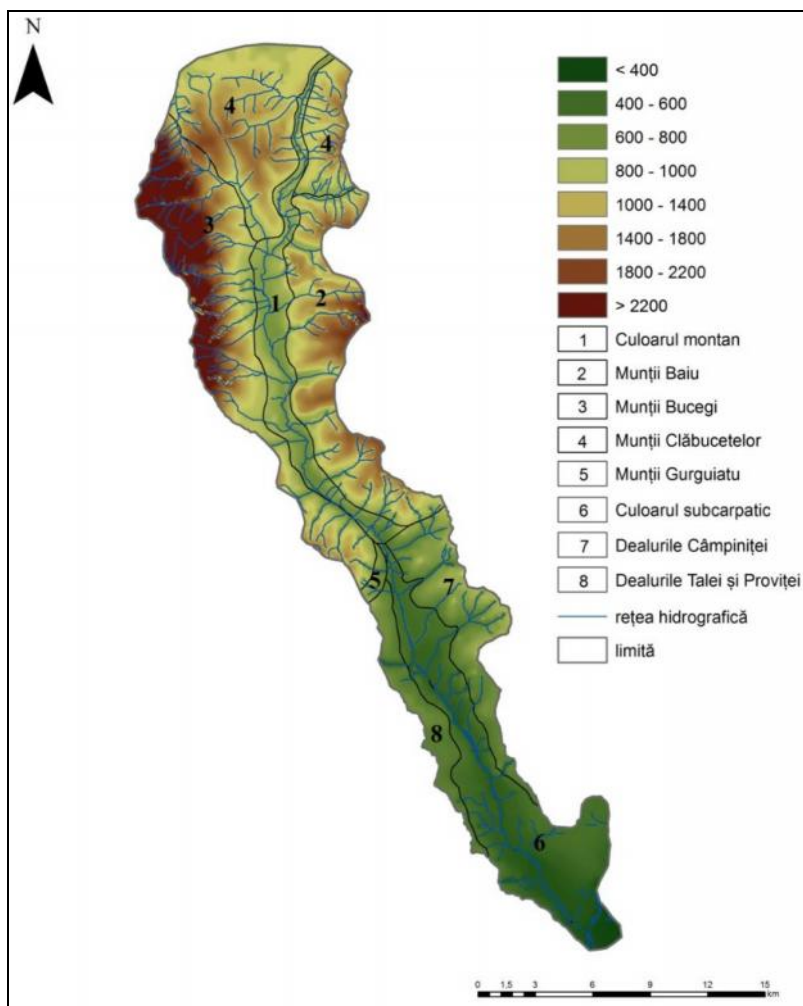 N
< 400
400 - 600
600 - 800
800 - 1000
1000 - 1400
1400 - 1800
1800 - 2200
> 2200
1 Culoarul montan
2 Munții Baiu
3 Munții Bucegi
4 Munții Clăbucetelor
5 Munții Gurguiatu
6 Culoarul subcarpatic
7 Dealurile Câmpiniței
8 Dealurile Talei și Proviței
rețea hidrografică
limită
4
4
3
2
1
5
7
8
6
0 1,5 3 6 9 12 15
km